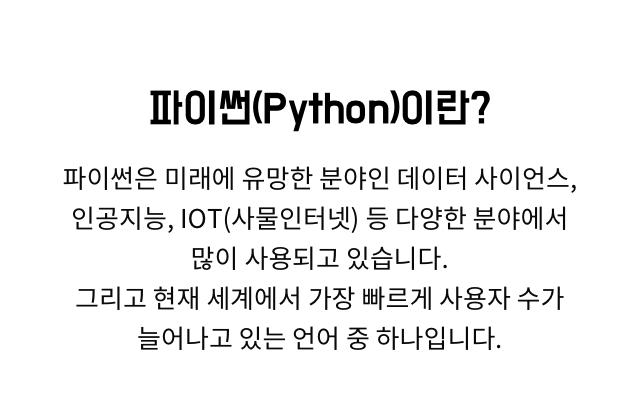 파이썬(Python)이란?
파이썬은 미래에 유망한 분야인 데이터 사이언스,
인공지능, IOT(사물인터넷) 등 다양한 분야에서
많이 사용되고 있습니다.
그리고 현재 세계에서 가장 빠르게 사용자 수가
늘어나고 있는 언어 중 하나입니다.